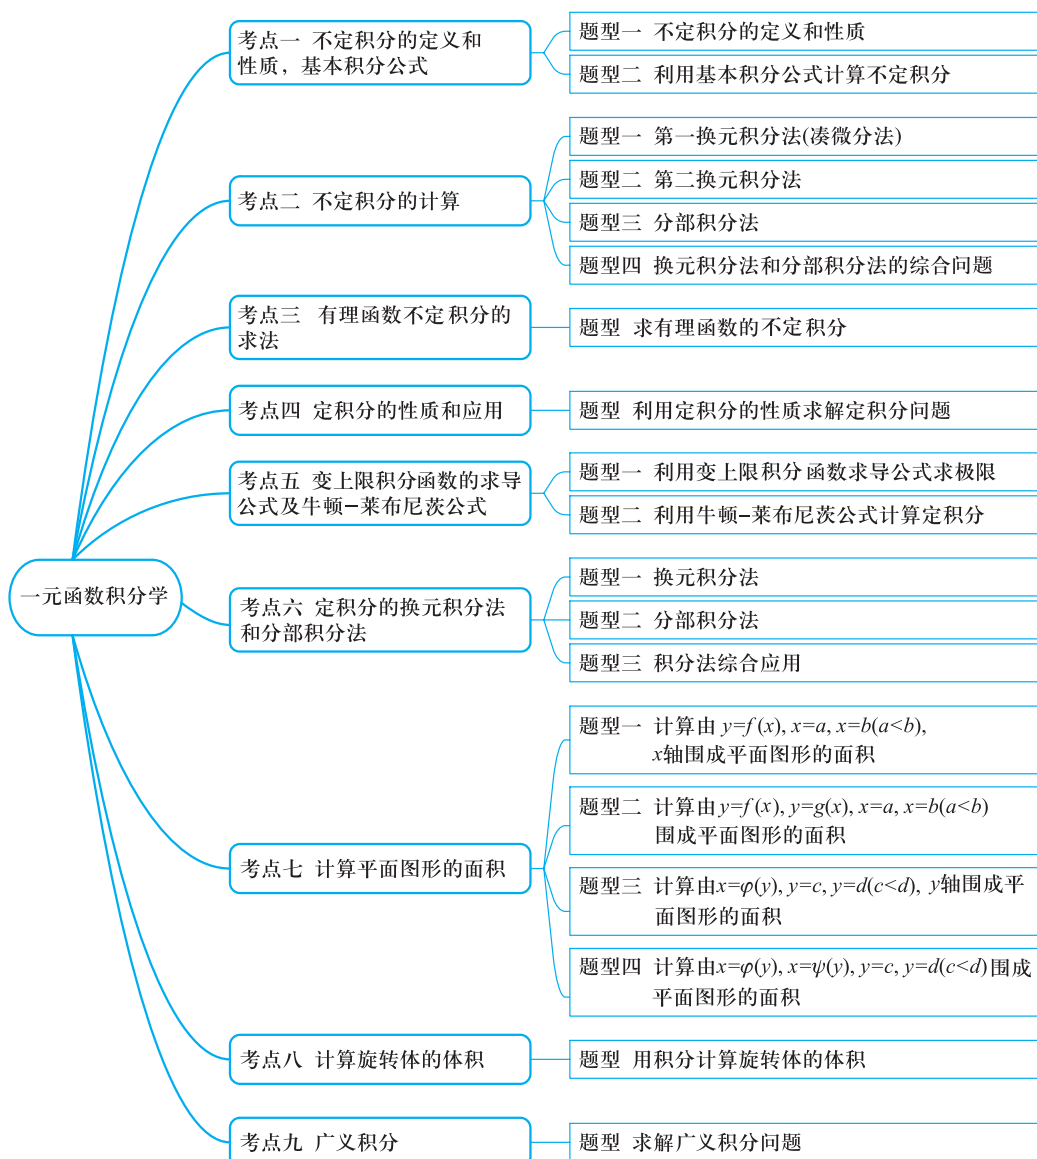 一元函数积分学
考点一 不定积分的定义和
性质，基本积分公式
题型一 不定积分的定义和性质
题型二 利用基本积分公式计算不定积分
考点二 不定积分的计算
题型一 第一换元积分法(凑微分法)
题型二 第二换元积分法
题型三 分部积分法
题型四 换元积分法和分部积分法的综合问题
考点三 有理函数不定积分的
求法
题型 求有理函数的不定积分
考点四 定积分的性质和应用
题型 利用定积分的性质求解定积分问题
考点五 变上限积分函数的求导
公式及牛顿–莱布尼茨公式
题型一 利用变上限积分函数求导公式求极限
题型二 利用牛顿–莱布尼茨公式计算定积分
考点六 定积分的换元积分法
和分部积分法
题型一 换元积分法
题型二 分部积分法
题型三 积分法综合应用
考点七 计算平面图形的面积
题型一 计算由 y=f(x), x=a, x=b(a<b),
x轴围成平面图形的面积
题型二 计算由y=f(x), y=g(x), x=a, x=b(a<b)
围成平面图形的面积
题型三 计算由x=φ(y), y=c, y=d(c<d), y轴围成平
面图形的面积
题型四 计算由x=φ(y), x=ψ(y), y=c, y=d(c<d)围成
平面图形的面积
考点八 计算旋转体的体积
题型 用积分计算旋转体的体积
考点九 广义积分
题型 求解广义积分问题